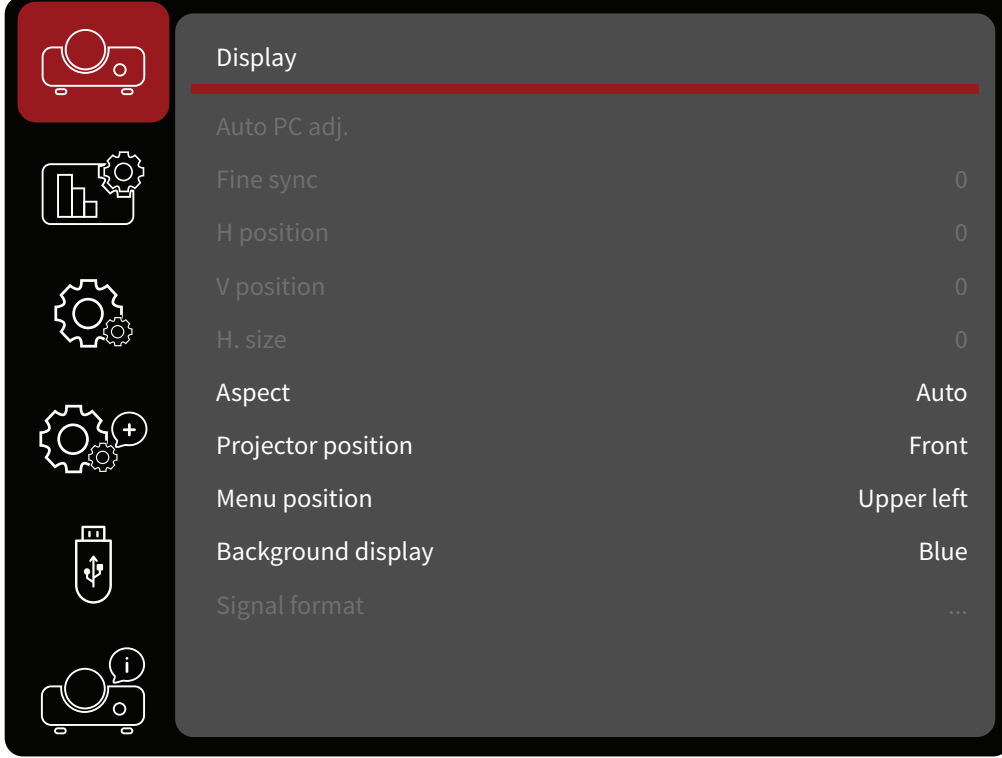 Display
Auto PC adj.
Fine sync 0
H position 0
V position 0
H. size 0
Aspect Auto
Projector position Front
Menu position Upper left
Background display Blue
Signal format ...
i